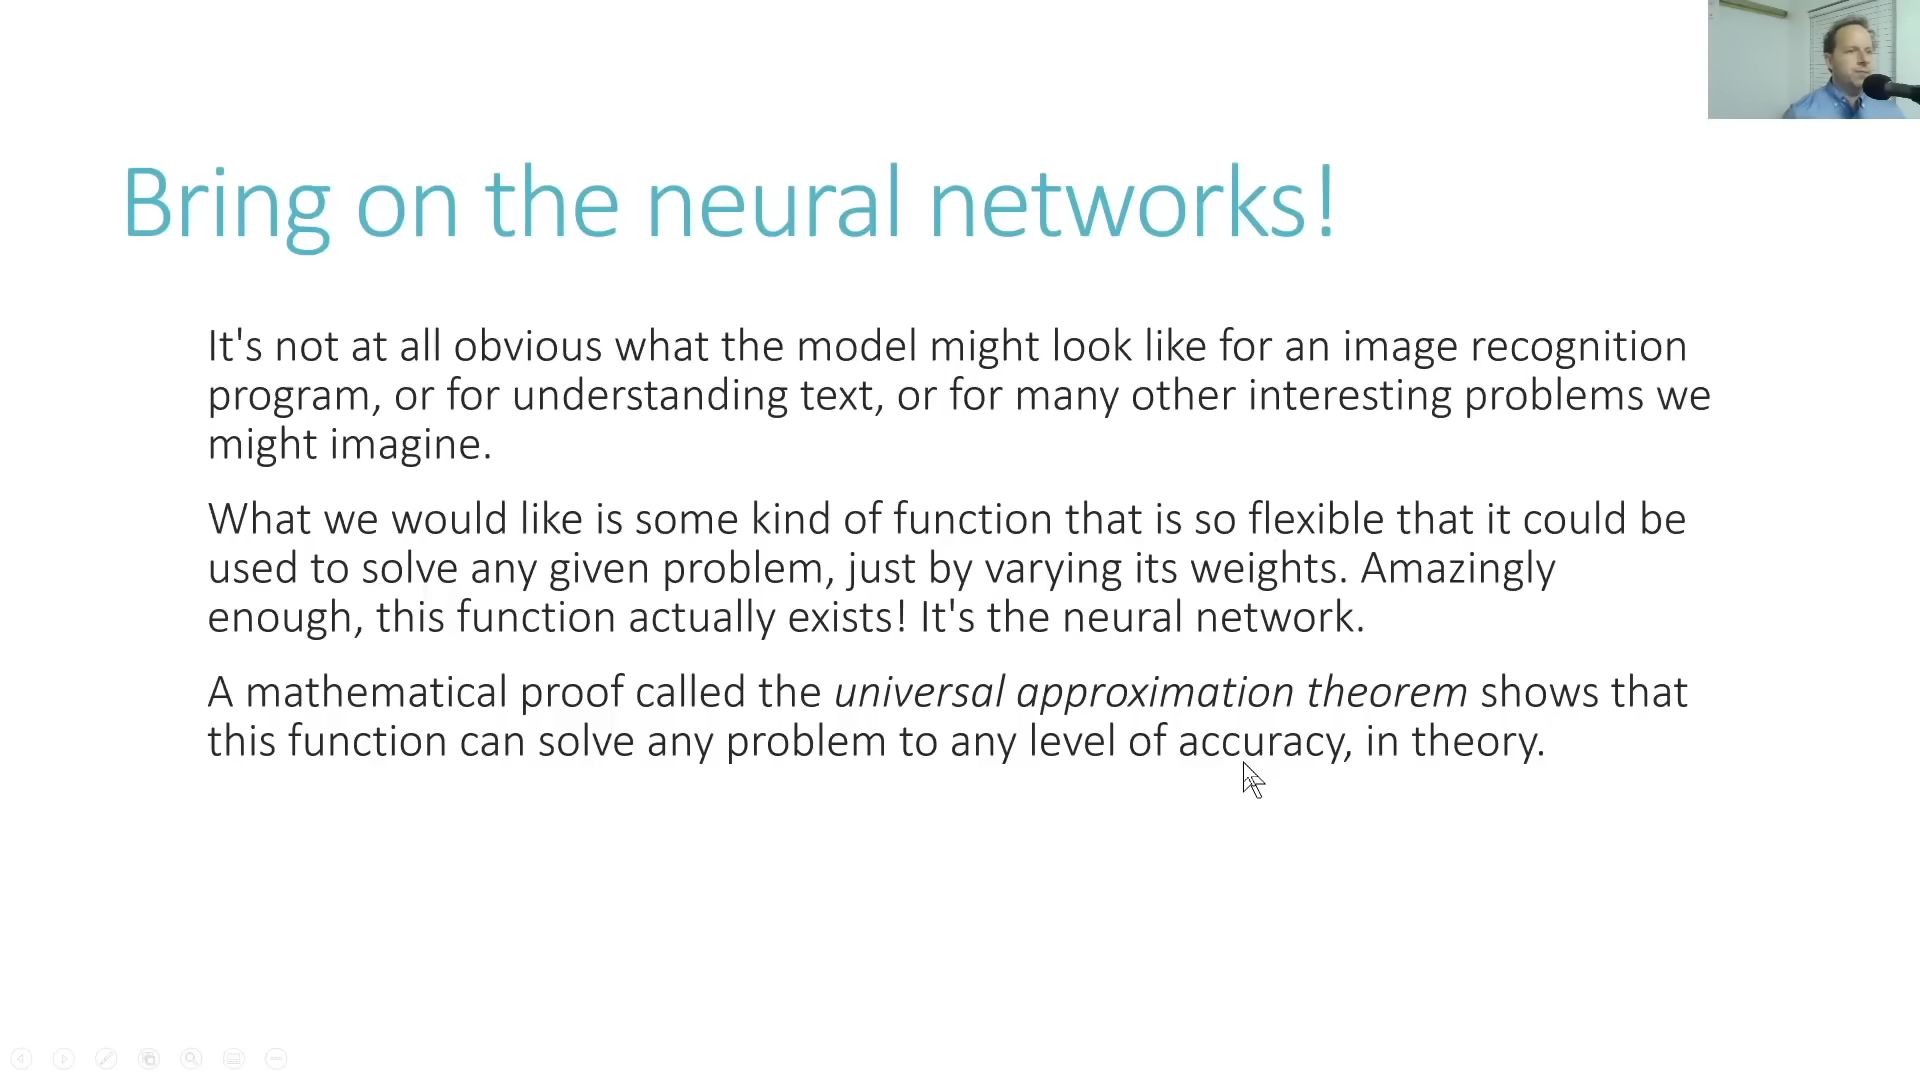 Bring on the neural networks!
It's not at all obvious what the model might look like for an image recognition
program, or for understanding text, or for many other interesting problems we
might imagine.
What we would like is some kind of function that is so flexible that it could be
used to solve any given problem, just by varying its weights. Amazingly
enough, this function actually exists! It's the neural network.
A mathematical proof called the universal approximation theorem shows that
this function can solve any problem to any level of accuracy, in theory.